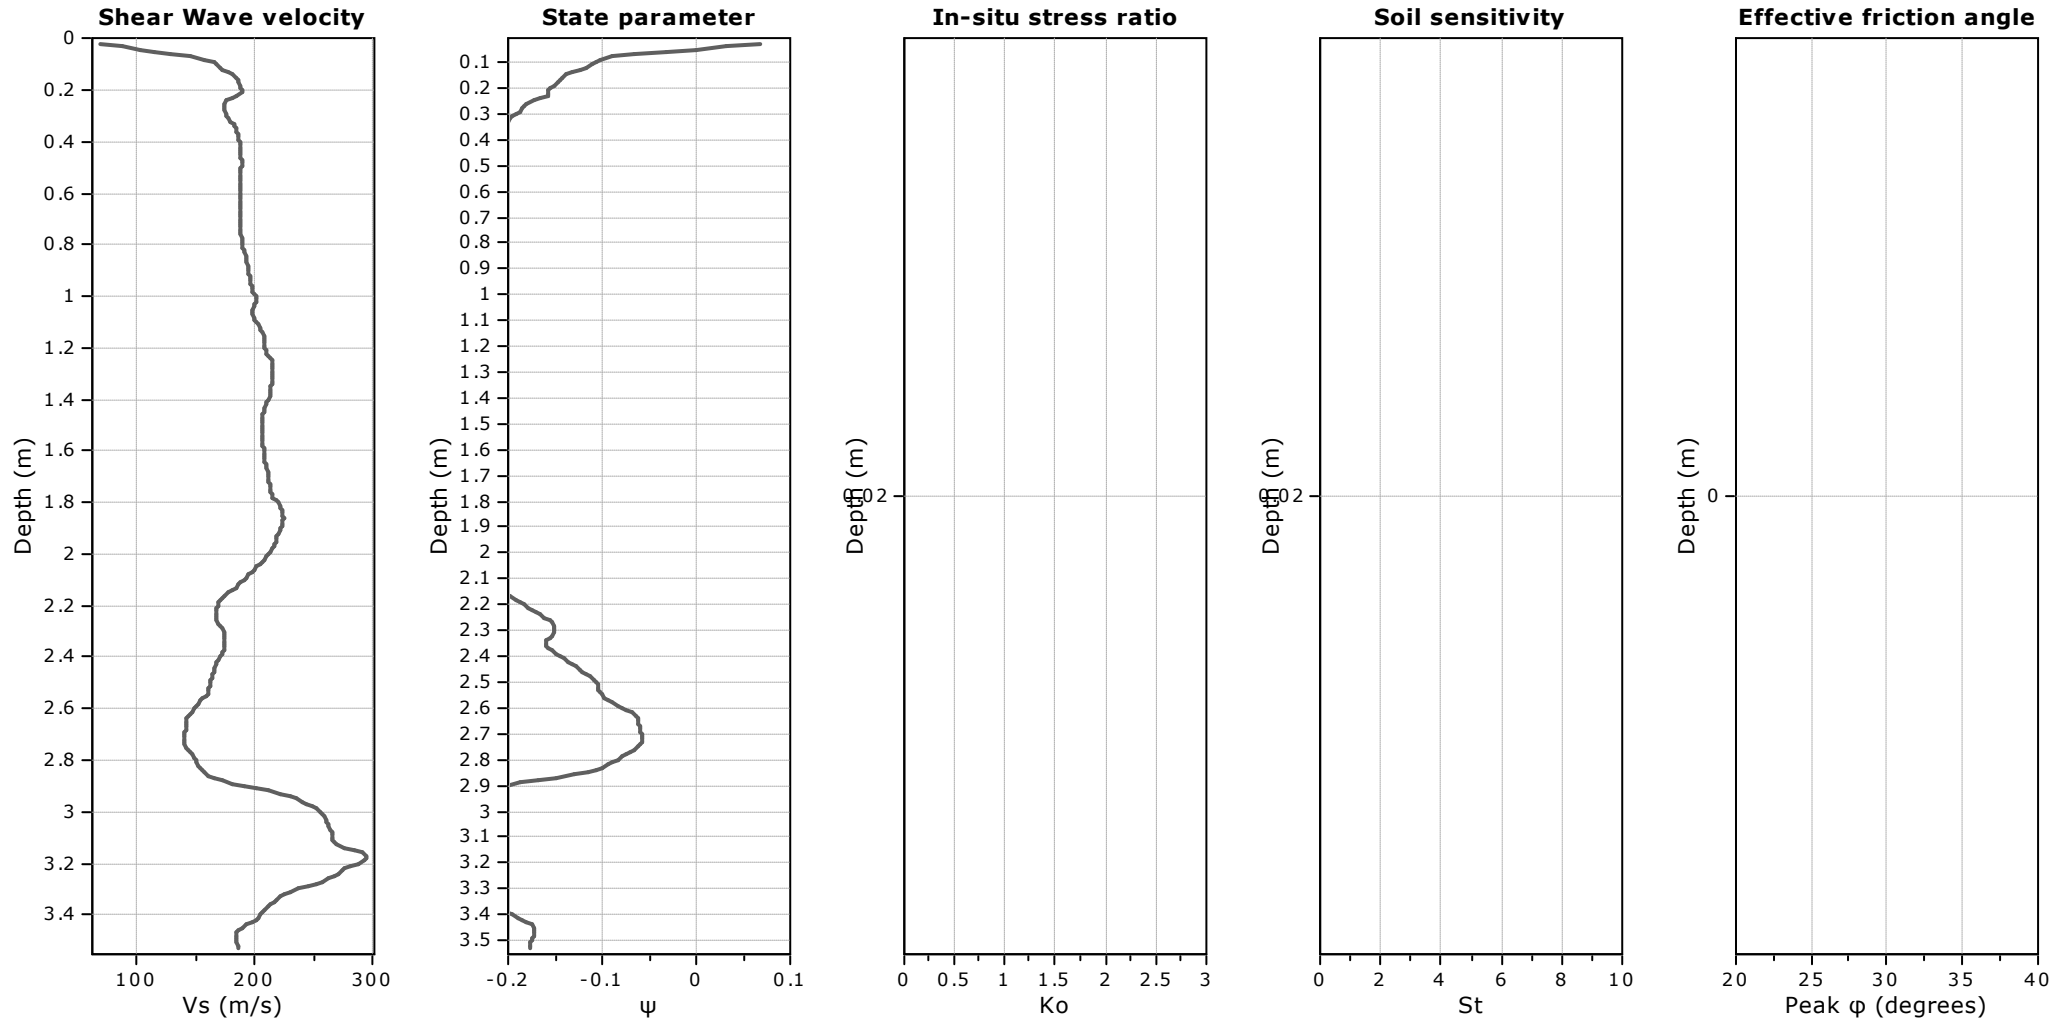 Shear Wave velocity
0
0.2
0.4
0.6
0.8
1
1.2
1.4
1.6
1.8
2
2.2
2.4
2.6
2.8
3
3.2
3.4
Depth (m)
100 200 300
Vs (m/s)
State parameter
0.1
0.2
0.3
0.4
0.5
0.6
0.7
0.8
0.9
1
1.1
1.2
1.3
1.4
1.5
1.6
1.7
1.8
1.9
2
2.1
2.2
2.3
2.4
2.5
2.6
2.7
2.8
2.9
3
3.1
3.2
3.3
3.4
3.5
Depth (m)
-0.2 -0.1 0 0.1
ψ
In-situ stress ratio
0.02
Depth (m)
0 0.5 1 1.5 2 2.5 3
Ko
Soil sensitivity
0.02
Depth (m)
0 2 4 6 8 10
St
Effective friction angle
0
Depth (m)
20 25 30 35 40
Peak φ (degrees)